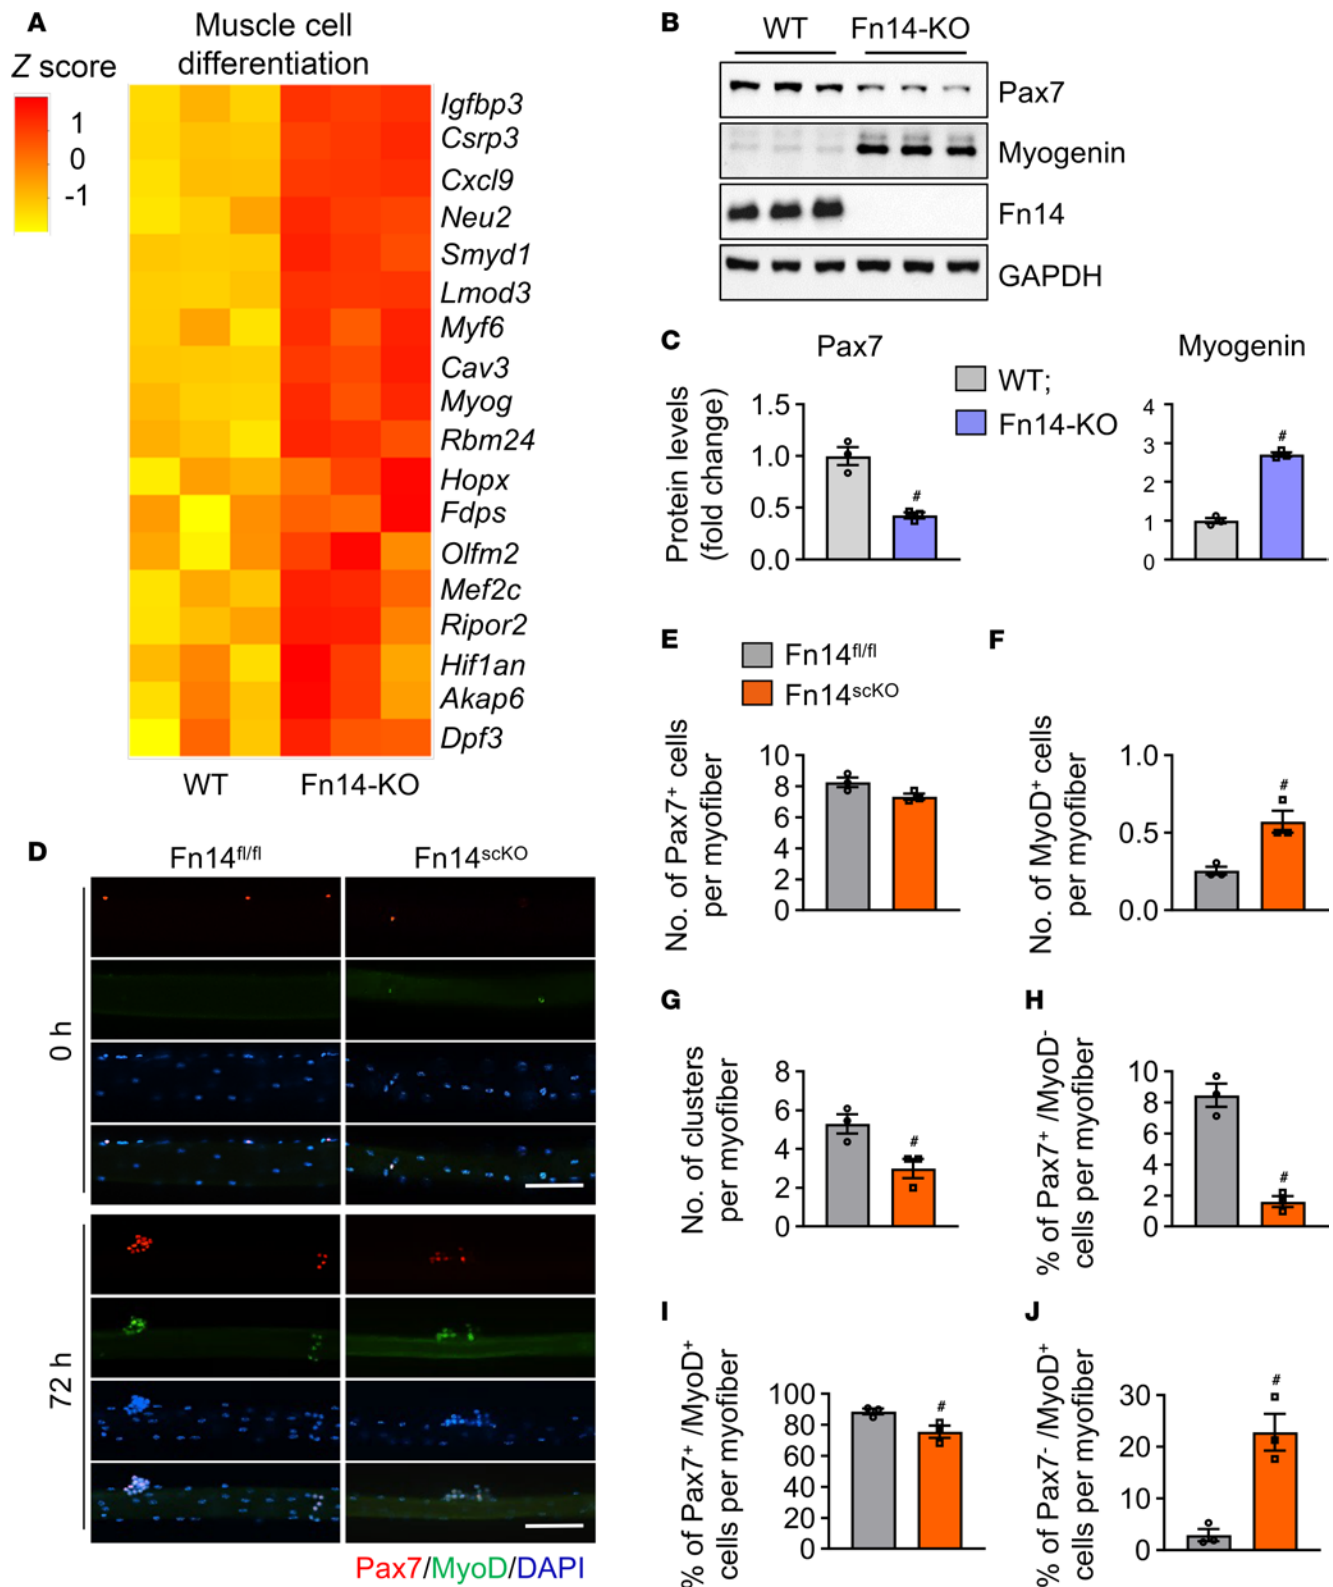 A
Muscle cell
differentiation
Z score
1
0
-1
Igfbp3
Csrp3
Cxcl9
Neu2
Smyd1
Lmod3
Myf6
Cav3
Myog
Rbm24
Hopx
Fdps
Olfm2
Mef2c
Ripor2
Hif1an
Akap6
Dpf3
WT Fn14-KO
B
WT Fn14-KO
Pax7
Myogenin
Fn14
GAPDH
C
Pax7
Protein levels
(fold change)
1.5
1.0
0.5
0.0
#
WT;
Fn14-KO
Myogenin
4
3
2
1
0
#
D
Fn14fl/fl Fn14scKO
0 h
72 h
Pax7/MyoD/DAPI
E
Fn14fl/fl
Fn14scKO
No. of Pax7+ cells
per myofiber
10
8
6
4
2
0
F
No. of MyoD+ cells
per myofiber
1.0
0.5
0.0
#
G
No. of clusters
per myofiber
8
6
4
2
0
#
H
% of Pax7+ /MyoD-
cells per myofiber
10
8
6
4
2
0
#
I
% of Pax7+ /MyoD+
cells per myofiber
100
80
60
40
20
0
#
J
% of Pax7- /MyoD+
cells per myofiber
30
20
10
0
#